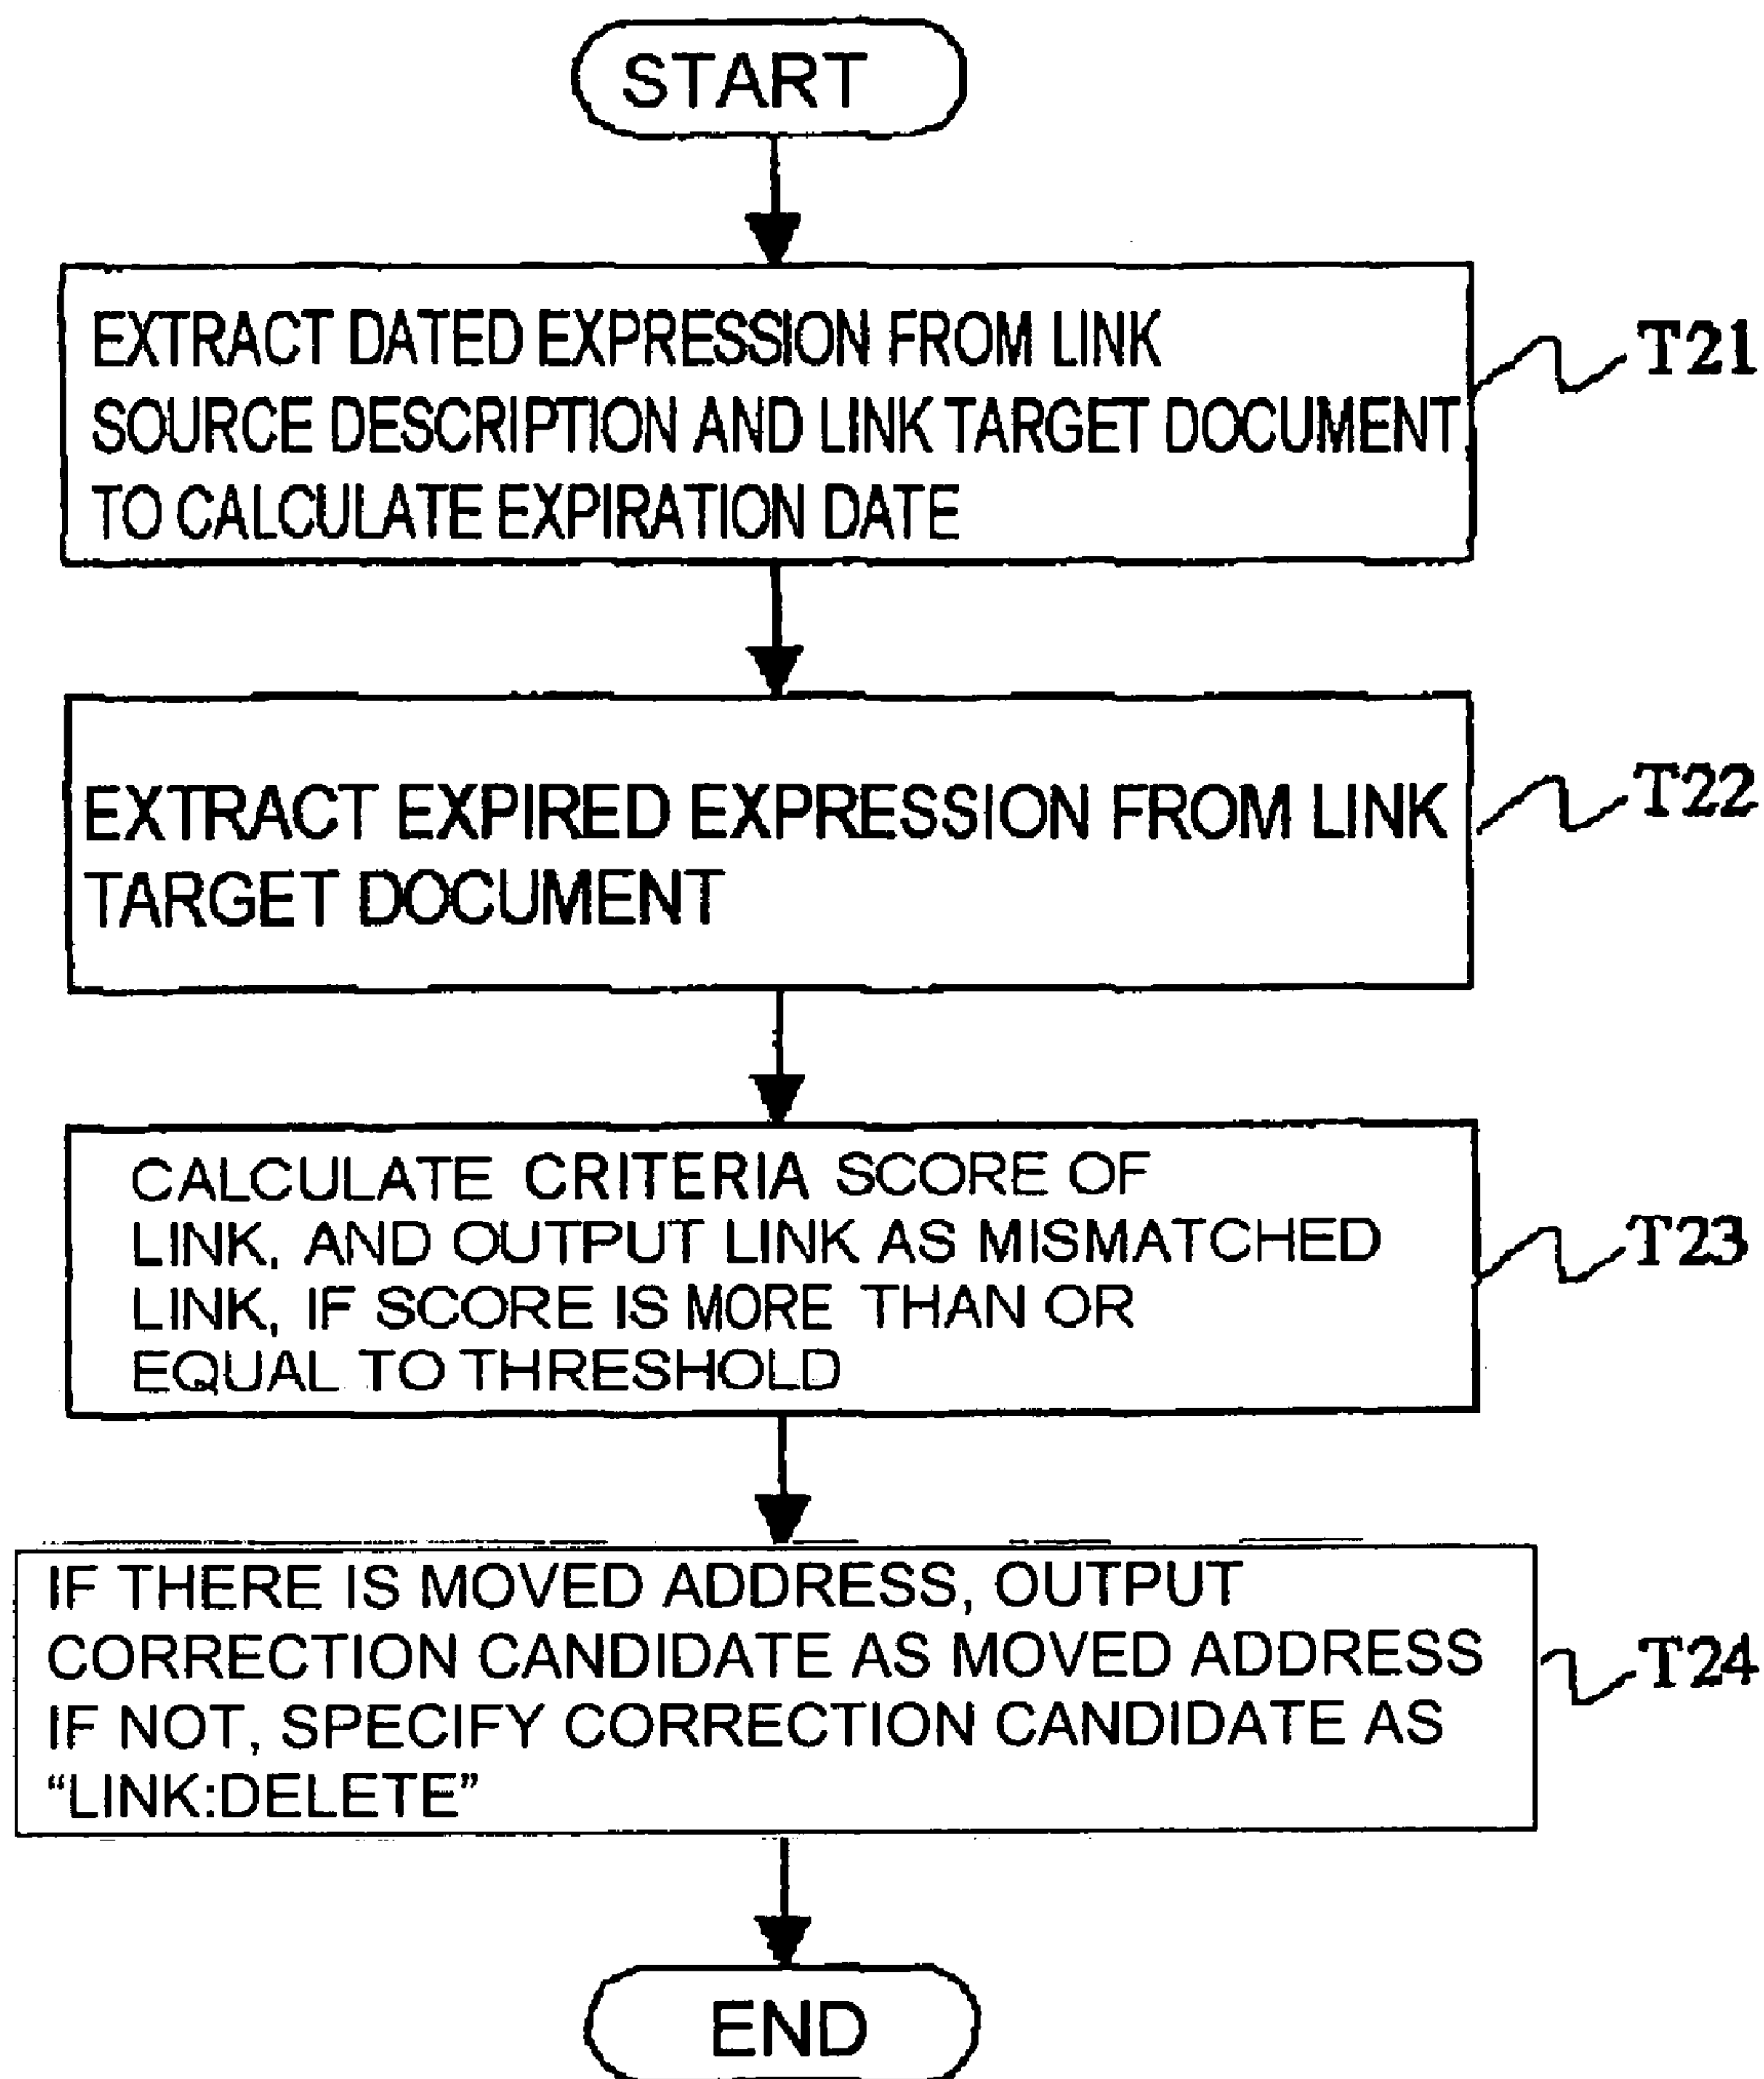 START
EXTRACT DATED EXPRESSION FROM LINK
SOURCE DESCRIPTION AND LINK TARGET DOCUMENT
TO CALCULATE EXPIRATION DATE
T21
EXTRACT EXPIRED EXPRESSION FROM LINK
TARGET DOCUMENT
T22
CALCULATE CRITERIA SCORE OF
LINK, AND OUTPUT LINK AS MISMATCHED
LINK, IF SCORE IS MORE THAN OR
EQUAL TO THRESHOLD
T23
IF THERE IS MOVED ADDRESS, OUTPUT
CORRECTION CANDIDATE AS MOVED ADDRESS
IF NOT, SPECIFY CORRECTION CANDIDATE AS
“LINK:DELETE”
T24
END